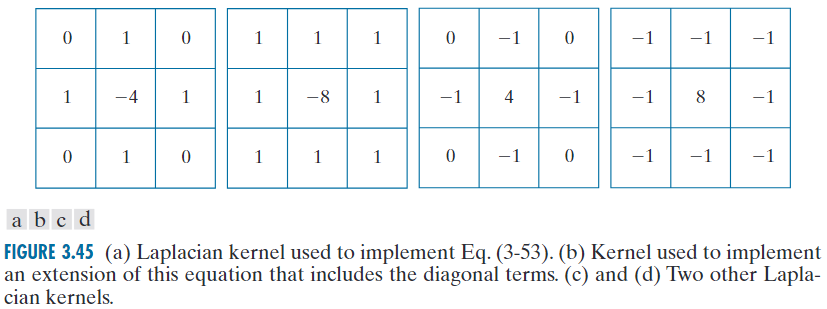 0 1 0 1 1 1 0 −1 0 −1 −1 −1
1 −4 1 1 −8 1 −1 4 −1 −1 8 −1
0 1 0 1 1 1 0 −1 0 −1 −1 −1
a b c d
FIGURE 3.45 (a) Laplacian kernel used to implement Eq. (3-53). (b) Kernel used to implement
an extension of this equation that includes the diagonal terms. (c) and (d) Two other Lapla-
cian kernels.